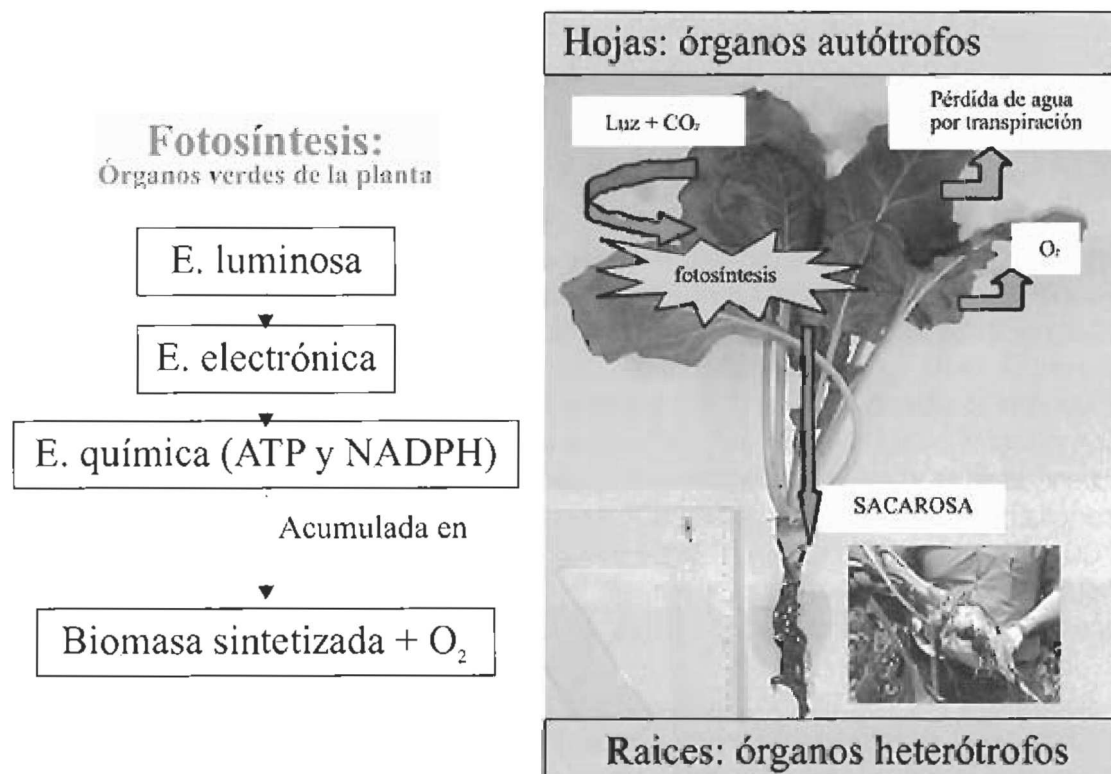 Fotosíntesis:
Órganos verdes de la planta
E. luminosa
E. electrónica
E. química (ATP y NADPH)
Acumulada en
Biomasa sintetizada + O₂
Hojas: órganos autótrofos
Luz + CO₂
Pérdida de agua
por transpiración
O₂
fotosíntesis
SACAROSA
Raices: órganos heterótrofos